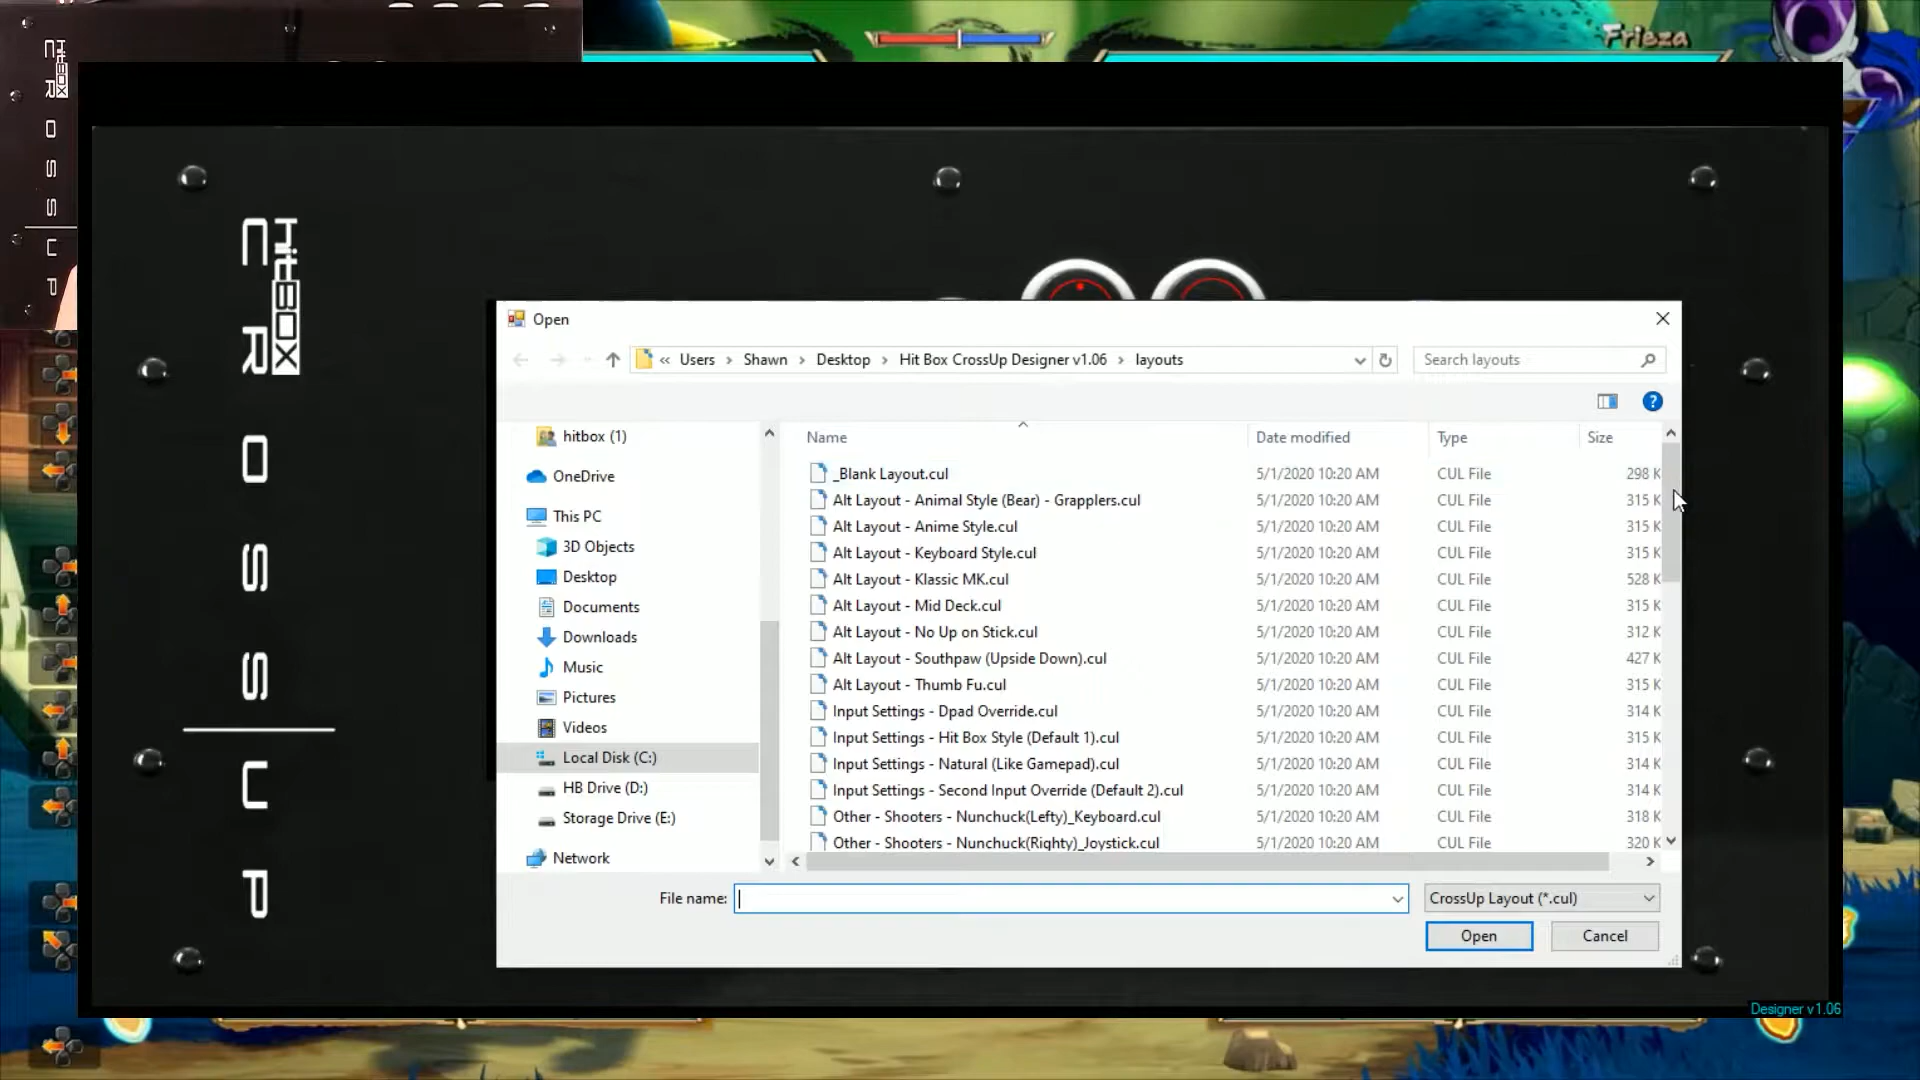 Frieza
hitBOX
CROSS|UP
hitBOX
CROSS|UP
Open
« Users > Shawn > Desktop > Hit Box CrossUp Designer v1.06 > layouts
Search layouts
?
hitbox (1)
OneDrive
This PC
3D Objects
Desktop
Documents
Downloads
Music
Pictures
Videos
Local Disk (C:)
HB Drive (D:)
Storage Drive (E:)
Network
Name Date modified Type Size
_Blank Layout.cul 5/1/2020 10:20 AM CUL File 298 K
Alt Layout - Animal Style (Bear) - Grapplers.cul 5/1/2020 10:20 AM CUL File 315 K
Alt Layout - Anime Style.cul 5/1/2020 10:20 AM CUL File 315 K
Alt Layout - Keyboard Style.cul 5/1/2020 10:20 AM CUL File 315 K
Alt Layout - Klassic MK.cul 5/1/2020 10:20 AM CUL File 528 K
Alt Layout - Mid Deck.cul 5/1/2020 10:20 AM CUL File 315 K
Alt Layout - No Up on Stick.cul 5/1/2020 10:20 AM CUL File 312 K
Alt Layout - Southpaw (Upside Down).cul 5/1/2020 10:20 AM CUL File 427 K
Alt Layout - Thumb Fu.cul 5/1/2020 10:20 AM CUL File 315 K
Input Settings - Dpad Override.cul 5/1/2020 10:20 AM CUL File 314 K
Input Settings - Hit Box Style (Default 1).cul 5/1/2020 10:20 AM CUL File 315 K
Input Settings - Natural (Like Gamepad).cul 5/1/2020 10:20 AM CUL File 314 K
Input Settings - Second Input Override (Default 2).cul 5/1/2020 10:20 AM CUL File 314 K
Other - Shooters - Nunchuck(Lefty)_Keyboard.cul 5/1/2020 10:20 AM CUL File 318 K
Other - Shooters - Nunchuck(Righty)_Joystick.cul 5/1/2020 10:20 AM CUL File 320 K
File name:
CrossUp Layout (*.cul)
Open Cancel
Designer v1.06